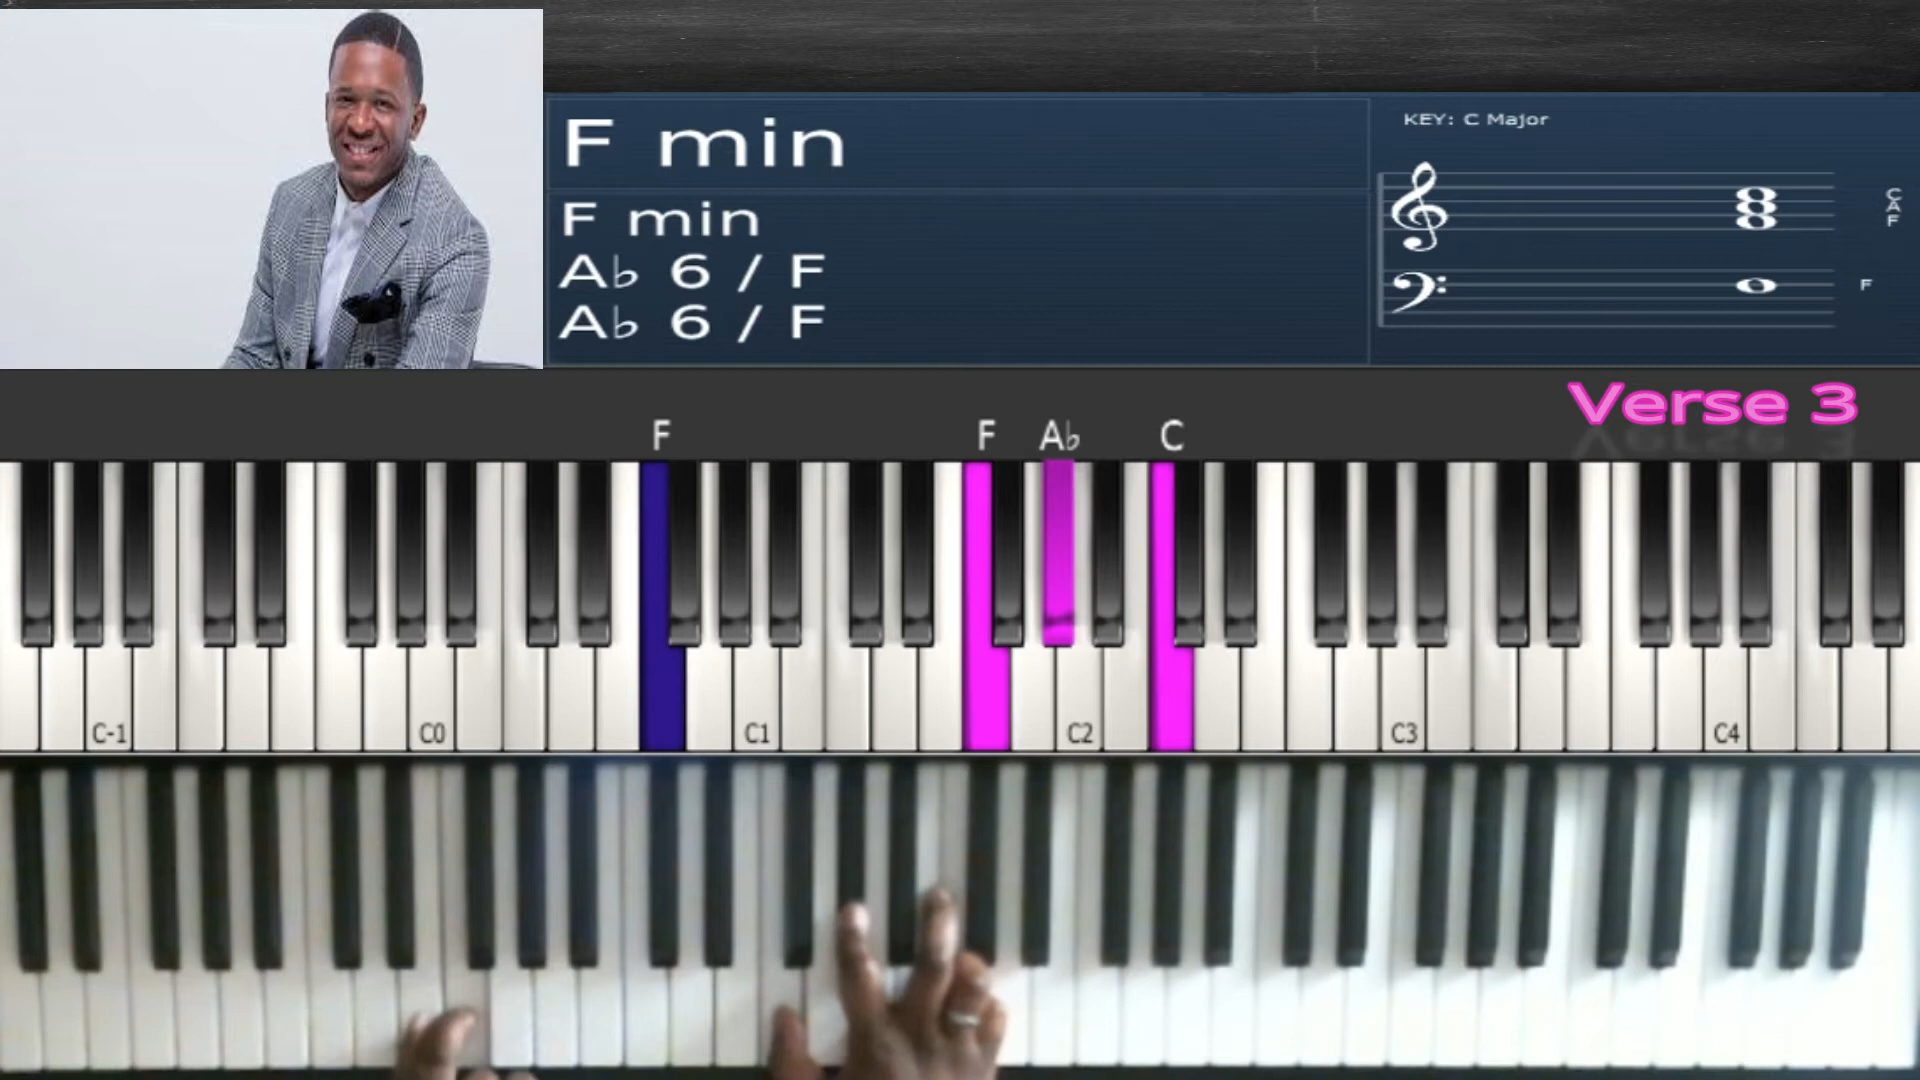 F min
F min
A♭ 6 / F
A♭ 6 / F
KEY: C Major
C
A
F
F
Verse 3
F F A♭ C
C-1 C0 C1 C2 C3 C4